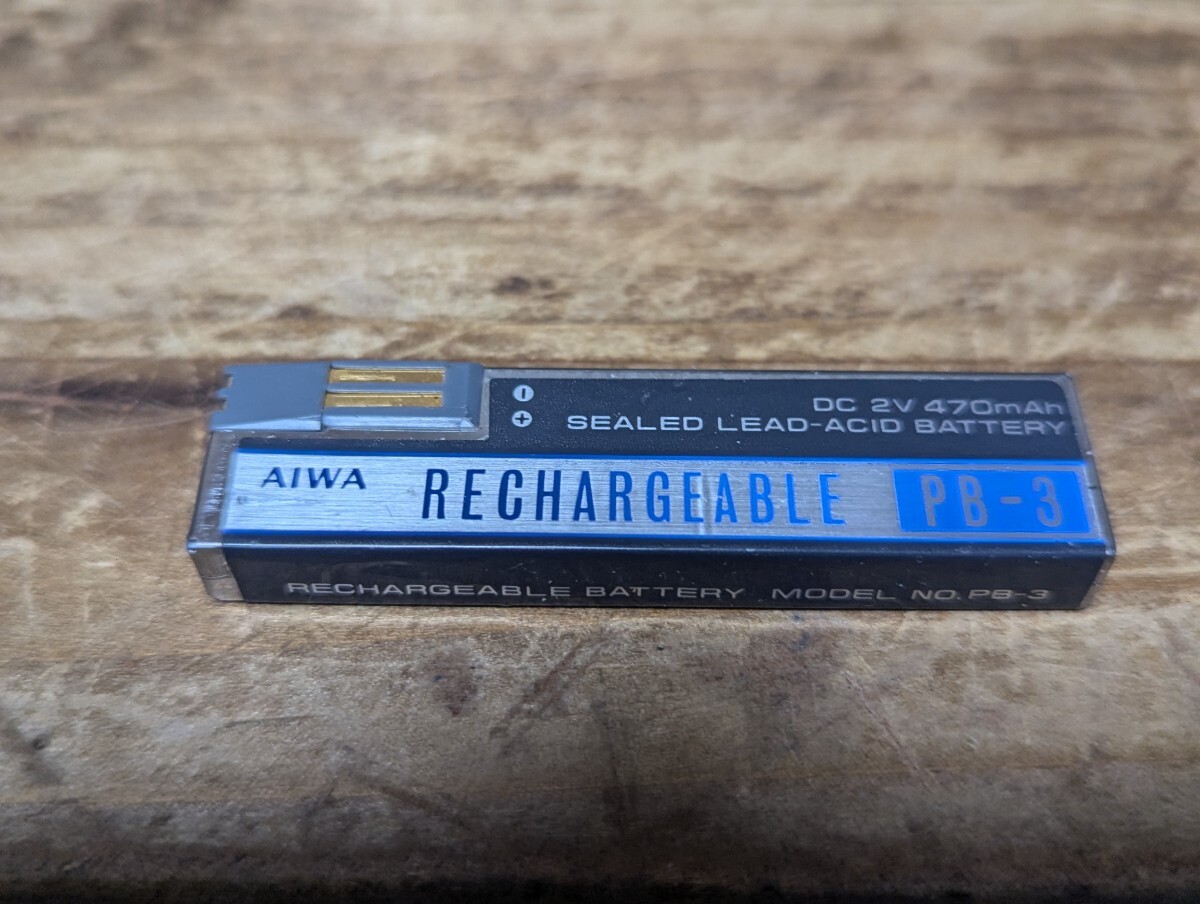 DC 2V 470mAh
SEALED LEAD-ACID BATTERY
AIWA RECHARGEABLE PB-3
RECHARGEABLE BATTERY MODEL NO. PB-3